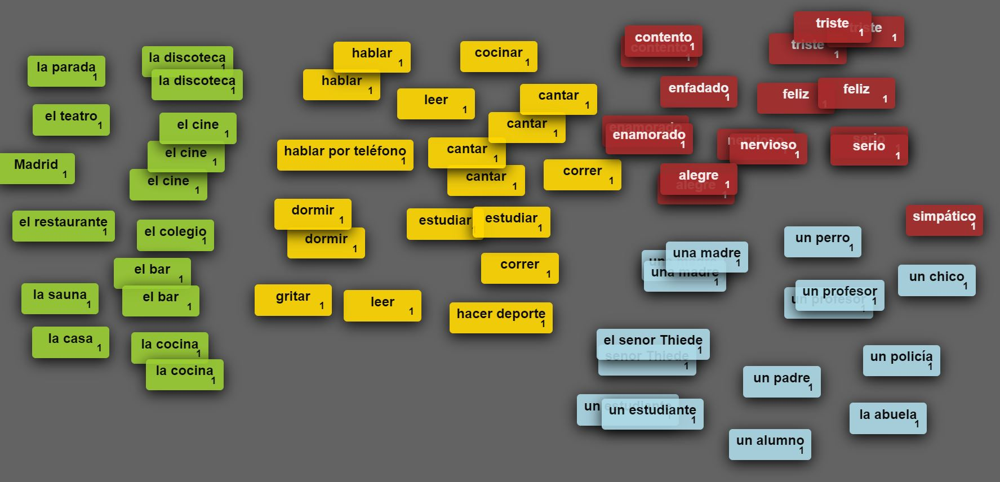 la parada
1
la discoteca
1
la discoteca
1
el teatro
1
el cine
1
el cine
1
el cine
1
Madrid
1
el restaurante
1
el colegio
1
el bar
1
el bar
1
la sauna
1
la casa
1
la cocina
1
la cocina
1
hablar
1
hablar
1
cocinar
1
leer
1
cantar
1
cantar
1
cantar
1
cantar
1
hablar por teléfono
1
correr
1
dormir
1
dormir
1
estudiar
1
estudiar
1
correr
1
gritar
1
leer
1
hacer deporte
1
contento
1
contento
1
triste
1
triste
1
triste
1
enfadado
1
feliz
1
feliz
1
enamorado
enamorado
1
nervioso
1
nervioso
1
serio
1
serio
1
alegre
1
alegre
1
simpático
1
un perro
1
una madre
1
una madre
una madre
1
un chico
1
un profesor
1
un profesor
1
el senor Thiede
1
senor Thiede
1
un policía
1
un padre
1
un estudiante
un estudiante
1
la abuela
1
un alumno
1